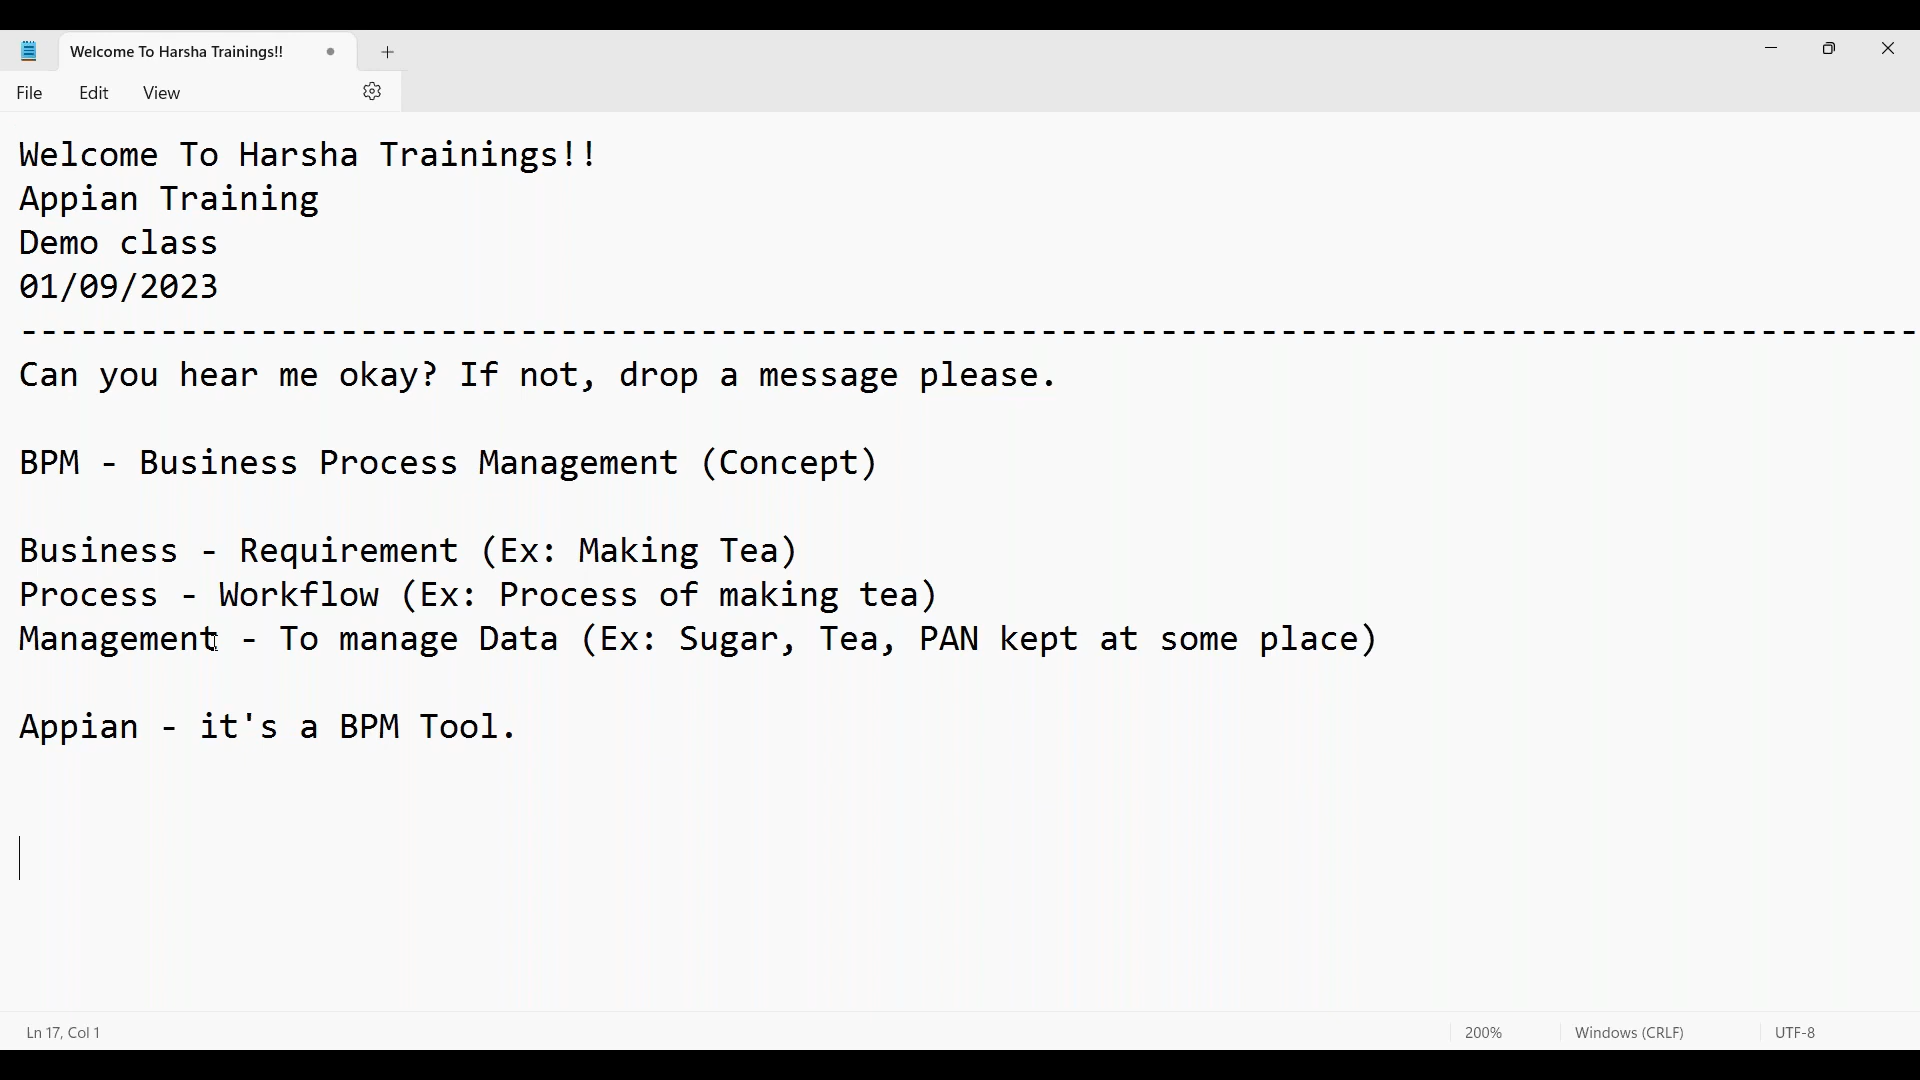 Welcome To Harsha Trainings!!
File Edit View
Welcome To Harsha Trainings!!
Appian Training
Demo class
01/09/2023
-----------------------------------------------------------------------------------------------
Can you hear me okay? If not, drop a message please.
BPM - Business Process Management (Concept)
Business - Requirement (Ex: Making Tea)
Process - Workflow (Ex: Process of making tea)
Management - To manage Data (Ex: Sugar, Tea, PAN kept at some place)
Appian - it's a BPM Tool.
Ln 17, Col 1 200% Windows (CRLF) UTF-8